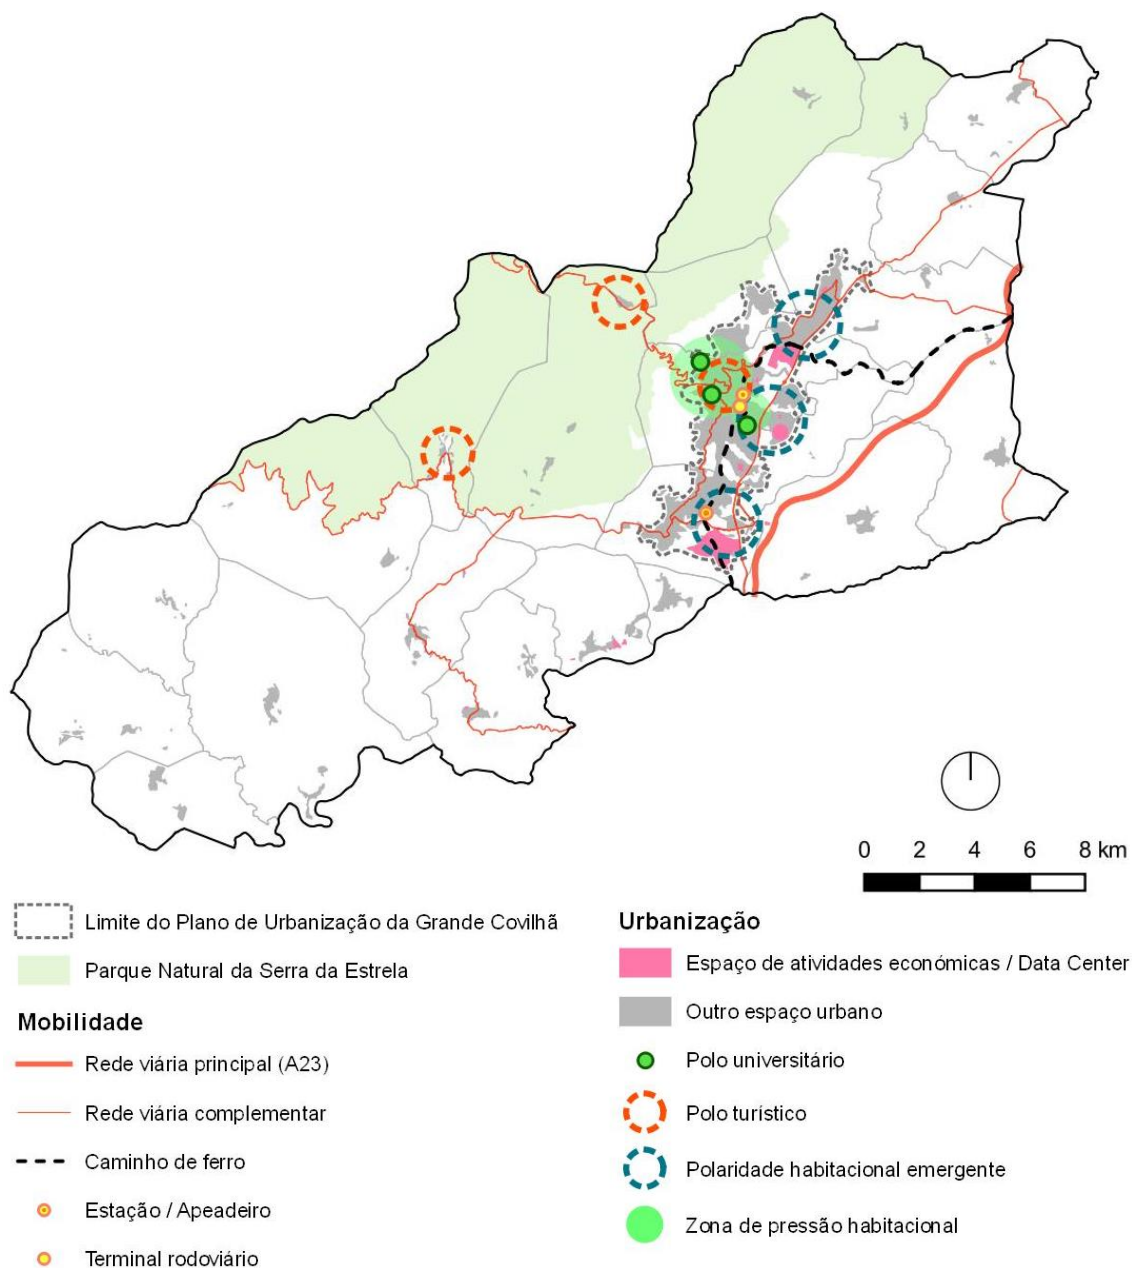 0 2 4 6 8 km
Limite do Plano de Urbanização da Grande Covilhã
Parque Natural da Serra da Estrela
Mobilidade
Rede viária principal (A23)
Rede viária complementar
Caminho de ferro
Estação / Apeadeiro
Terminal rodoviário
Urbanização
Espaço de atividades económicas / Data Center
Outro espaço urbano
Polo universitário
Polo turístico
Polaridade habitacional emergente
Zona de pressão habitacional